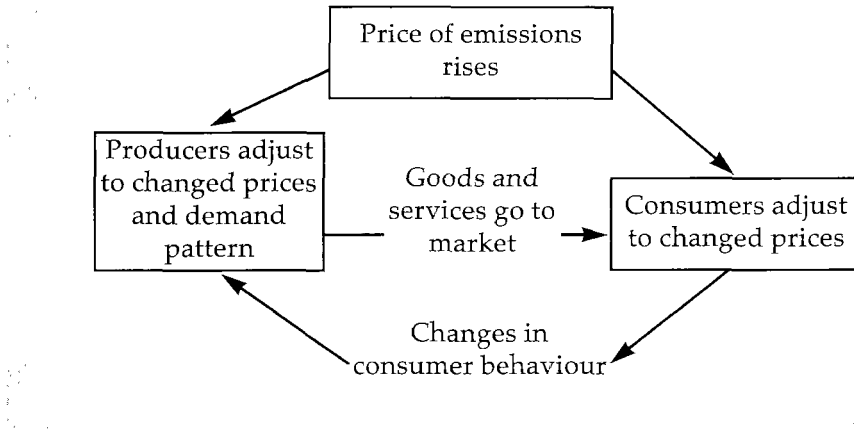 Price of emissions
rises
Producers adjust
to changed prices
and demand
pattern
Goods and
services go to
market
Consumers adjust
to changed prices
Changes in
consumer behaviour